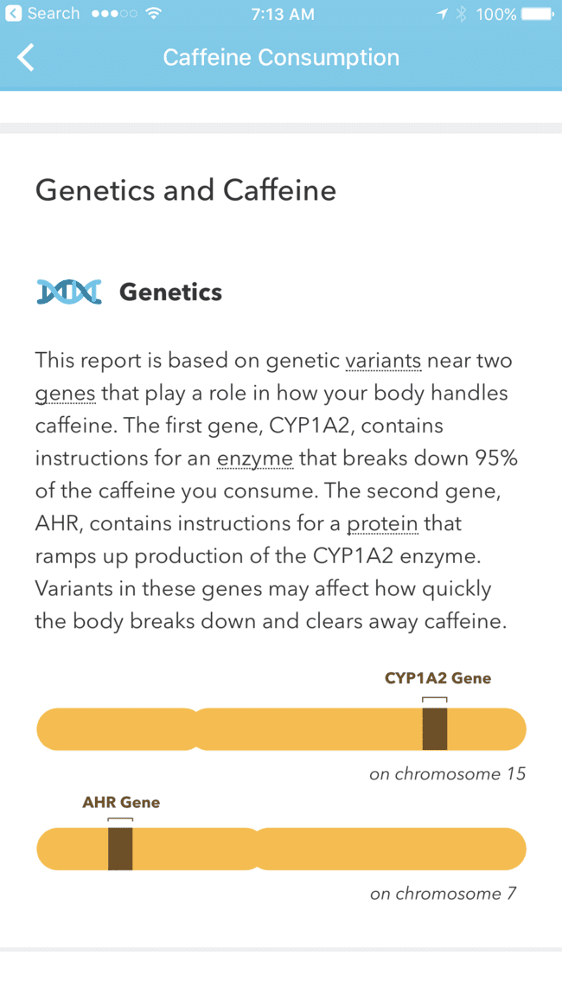 Search 7:13 AM 100%
Caffeine Consumption
Genetics and Caffeine
Genetics
This report is based on genetic variants near two
genes that play a role in how your body handles
caffeine. The first gene, CYP1A2, contains
instructions for an enzyme that breaks down 95%
of the caffeine you consume. The second gene,
AHR, contains instructions for a protein that
ramps up production of the CYP1A2 enzyme.
Variants in these genes may affect how quickly
the body breaks down and clears away caffeine.
CYP1A2 Gene
on chromosome 15
AHR Gene
on chromosome 7